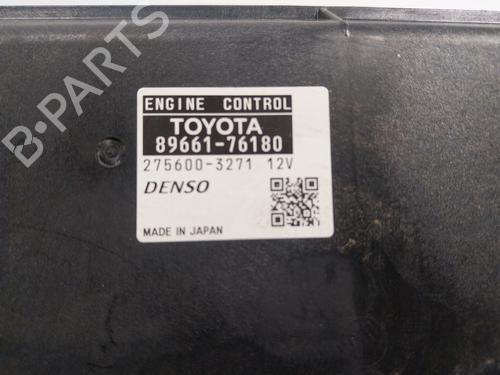 B-PARTS
ENGINE CONTROL
TOYOTA
89661-76180
275600-3271 12V
DENSO
MADE IN JAPAN